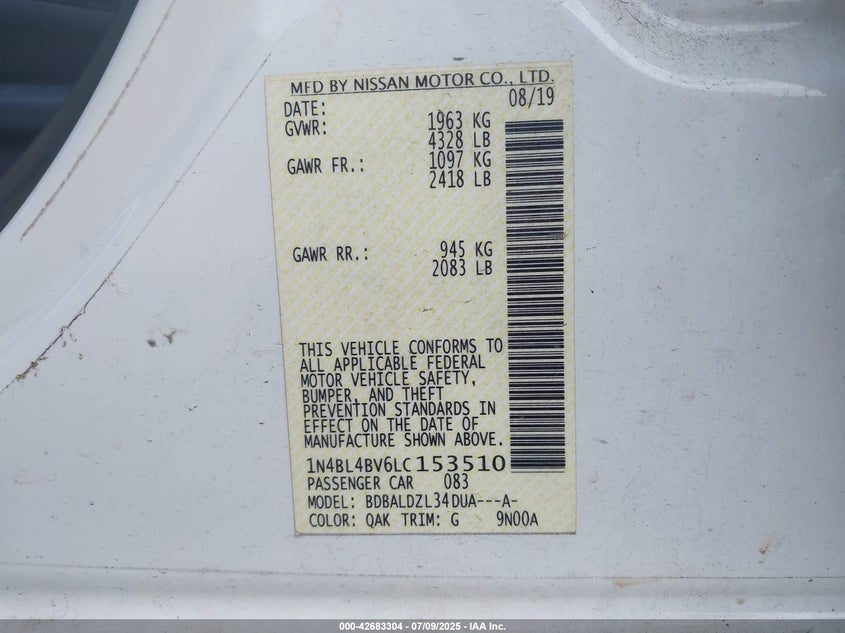 MFD BY NISSAN MOTOR CO., LTD.
DATE: 08/19
GVWR: 1963 KG
4328 LB
GAWR FR.: 1097 KG
2418 LB
GAWR RR.: 945 KG
2083 LB
THIS VEHICLE CONFORMS TO
ALL APPLICABLE FEDERAL
MOTOR VEHICLE SAFETY,
BUMPER, AND THEFT
PREVENTION STANDARDS IN
EFFECT ON THE DATE OF
MANUFACTURE SHOWN ABOVE.
1N4BL4BV6LC153510
PASSENGER CAR 083
MODEL: BDBALDZL34DUA---A-
COLOR: QAK TRIM: G 9N00A
000-42683304 / 07/09/2025 - IAA Inc.